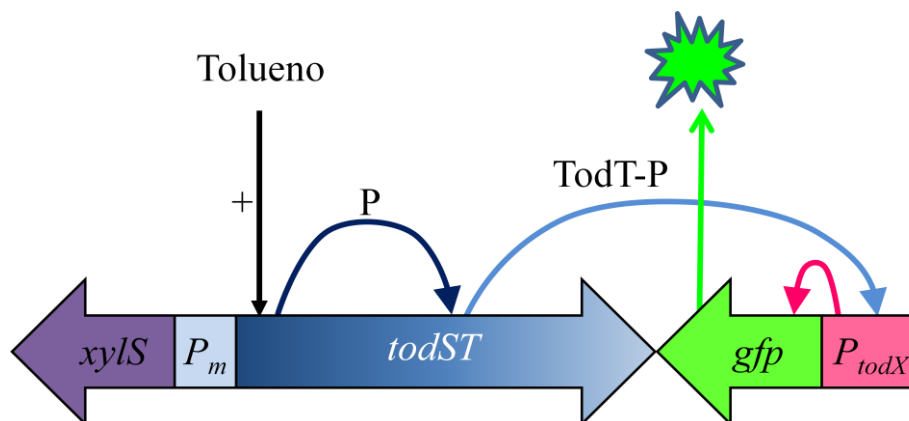 Tolueno
+
P
TodT-P
xylS
Pm
todST
gfp
PtodX